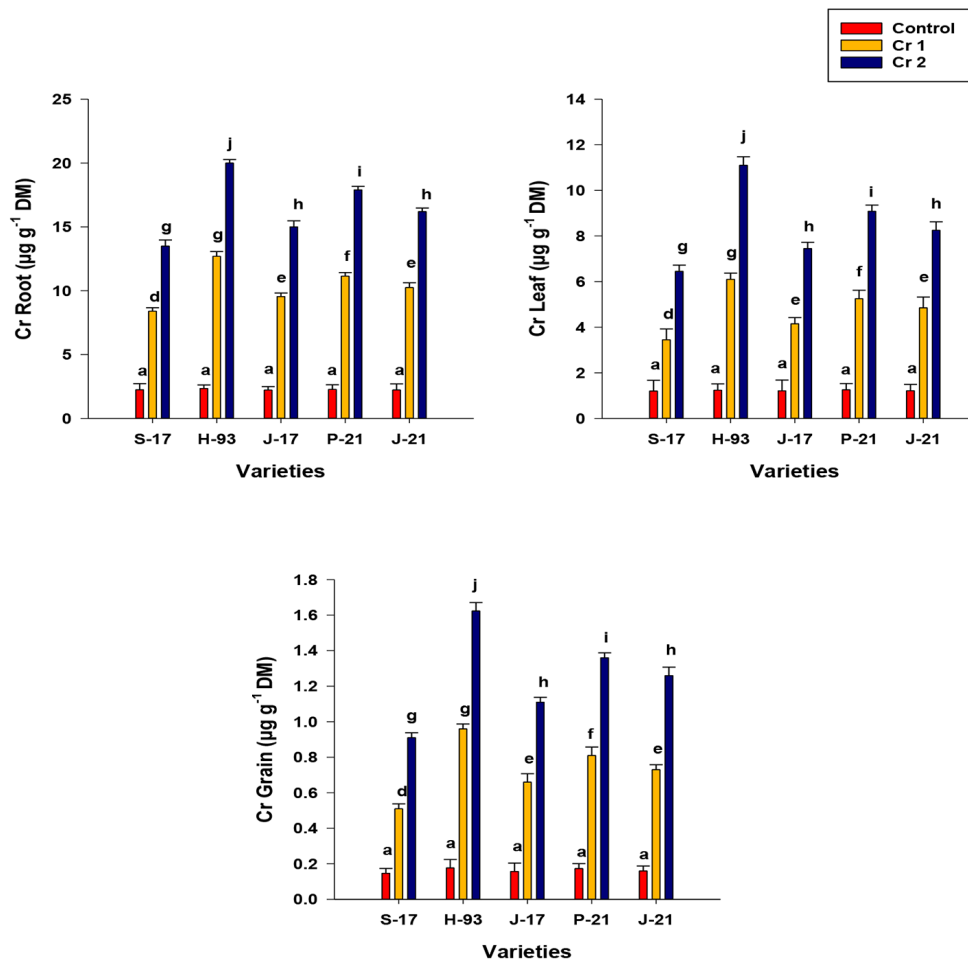 Control
Cr 1
Cr 2
Cr Root (µg g⁻¹ DM)
25
20
15
10
5
0
a d g
a g j
a e h
a f i
a e h
S-17 H-93 J-17 P-21 J-21
Varieties
Cr Leaf (µg g⁻¹ DM)
14
12
10
8
6
4
2
0
a d g
a g j
a e h
a f i
a e h
S-17 H-93 J-17 P-21 J-21
Varieties
Cr Grain (µg g⁻¹ DM)
1.8
1.6
1.4
1.2
1.0
0.8
0.6
0.4
0.2
0.0
a d g
a g j
a e h
a f i
a e h
S-17 H-93 J-17 P-21 J-21
Varieties